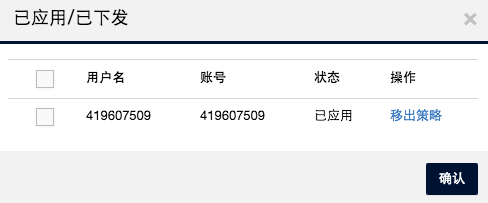 已应用/已下发 ×
用户名 账号 状态 操作
419607509 419607509 已应用 移出策略
确认